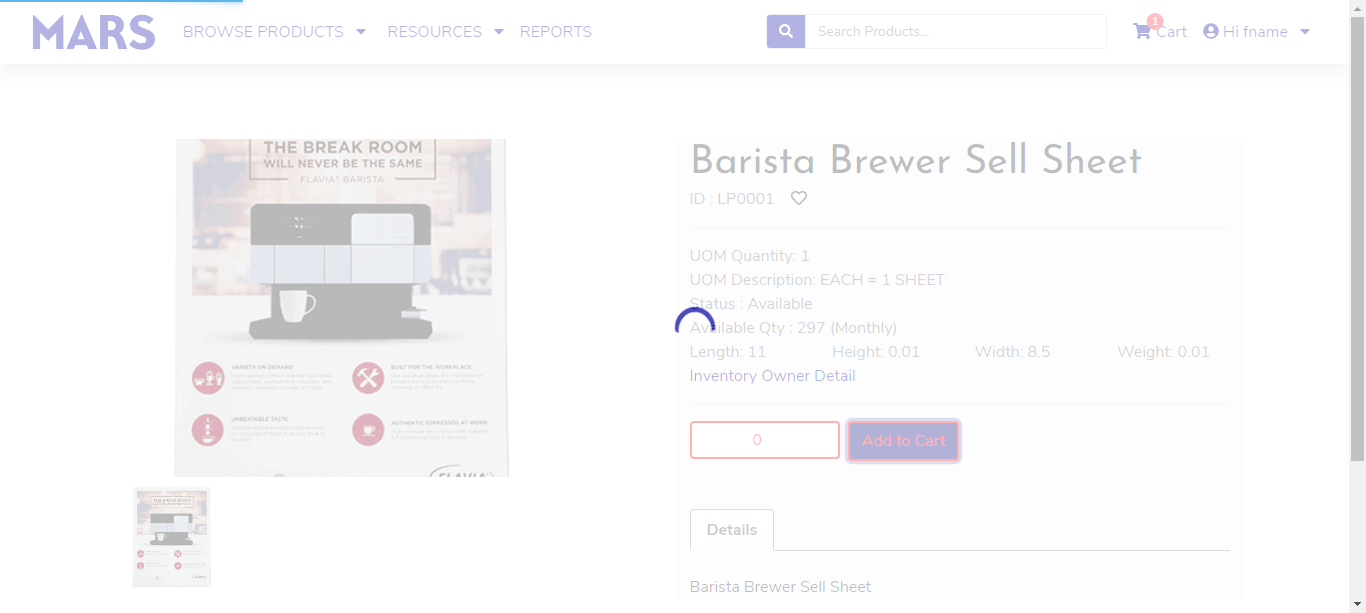 MARS
BROWSE PRODUCTS
RESOURCES
REPORTS
Search Products...
1
Cart
Hi fname
THE BREAK ROOM
WILL NEVER BE THE SAME
FLAVIA® BARISTA
VARIETY ON DEMAND
BUILT FOR THE WORKPLACE
UNBEATABLE TASTE
AUTHENTIC ESPRESSOS AT WORK
FLAVIA
Barista Brewer Sell Sheet
ID : LP0001
UOM Quantity: 1
UOM Description: EACH = 1 SHEET
Status : Available
Available Qty : 297 (Monthly)
Length: 11 Height: 0.01 Width: 8.5 Weight: 0.01
Inventory Owner Detail
0
Add to Cart
Details
Barista Brewer Sell Sheet